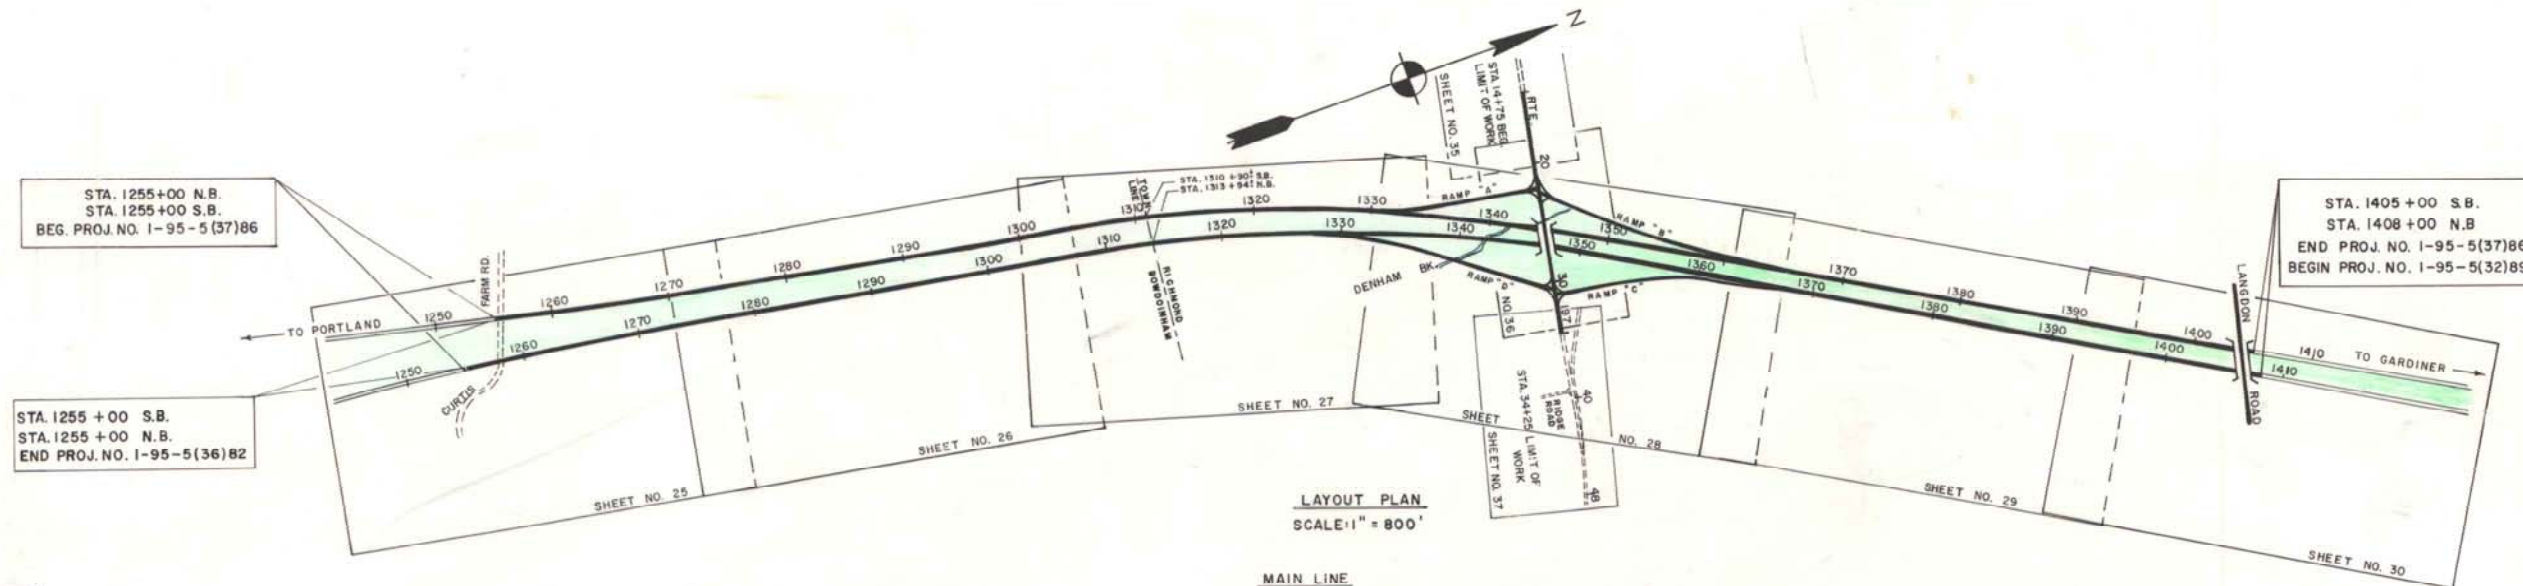 STA. 1255+00 N.B.
STA. 1255+00 S.B.
BEG. PROJ. NO. I-95-5(37)86
STA. 1255+00 S.B.
STA. 1255+00 N.B.
END PROJ. NO. I-95-5(36)82
TO PORTLAND
FARM RD.
CURTIS
1250
1260
1270
1280
1290
1300
1310
1320
1330
1340
1350
1370
1380
1390
1400
1410
1250
1260
1270
1280
1290
1300
1310
1320
1330
1340
1350
1360
1370
1380
1390
1400
1410
TOWN
LINE
STA. 1310+90± S.B.
STA. 1313+94± N.B.
RICHMOND
BOWDOINHAM
N
SHEET NO. 35
STA. 14+75 BEG.
LIMIT OF WORK
RTE.
20
RAMP "A"
RAMP "B"
DENHAM BK.
RAMP "D"
RAMP "C"
30
197
NO. 36
STA. 34+25 LIMIT OF
WORK
SHEET NO. 37
RIDGE
ROAD
40
48
SHEET NO. 25
SHEET NO. 26
SHEET NO. 27
SHEET NO. 28
SHEET NO. 29
SHEET NO. 30
LANGDON
ROAD
TO GARDINER
STA. 1405+00 S.B.
STA. 1408+00 N.B
END PROJ. NO. I-95-5(37)86
BEGIN PROJ. NO. I-95-5(32)89
LAYOUT PLAN
SCALE: 1" = 800'
MAIN LINE